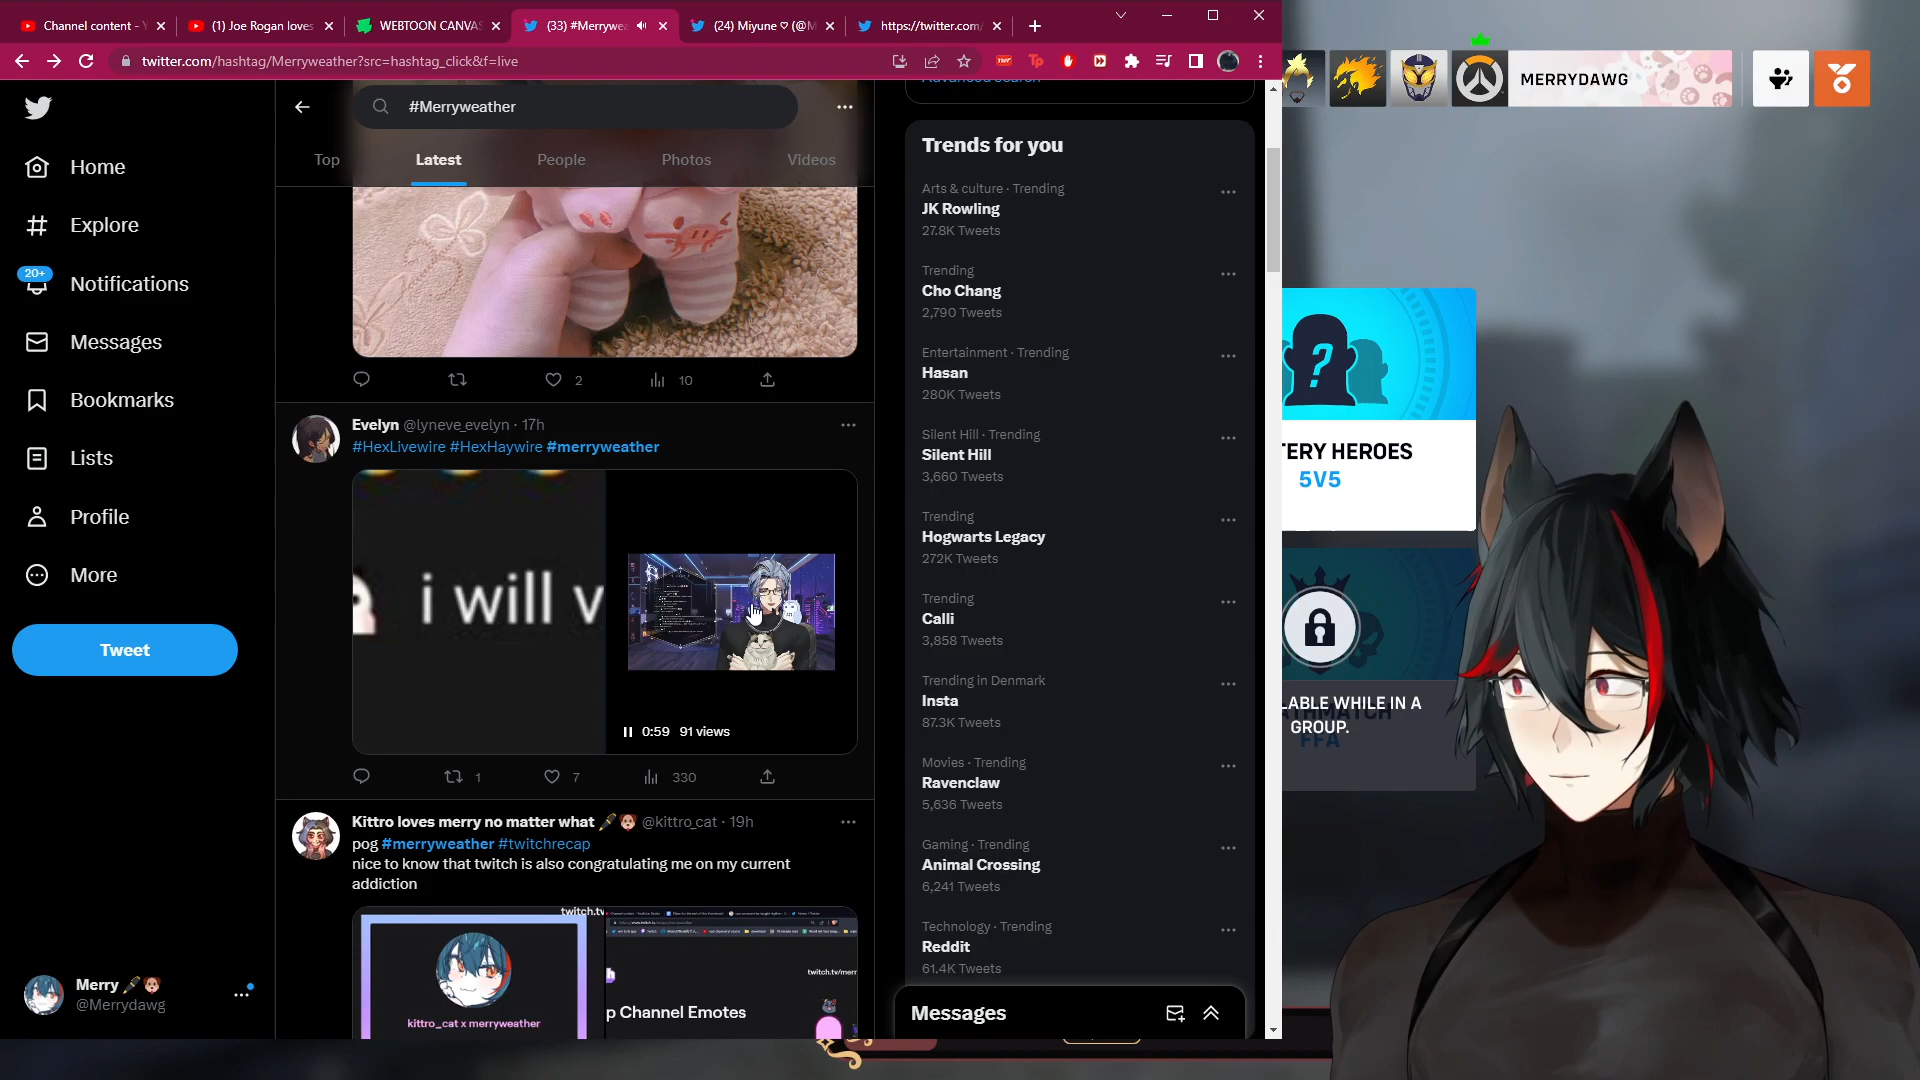 Channel content - Y
(1) Joe Rogan loves
WEBTOON CANVAS
(33) #Merrywea
(24) Miyune ♡ (@M
https://twitter.com/
twitter.com/hashtag/Merryweather?src=hashtag_click&f=live
#Merryweather
Advanced search
Top
Latest
People
Photos
Videos
Home
Explore
20+
Notifications
Messages
Bookmarks
Lists
Profile
More
Tweet
Merry
@Merrydawg
2
10
Evelyn @lyneve_evelyn · 17h
#HexLivewire #HexHaywire #merryweather
i will v
0:59 91 views
1
7
330
Kittro loves merry no matter what @kittro_cat · 19h
pog #merryweather #twitchrecap
nice to know that twitch is also congratulating me on my current
addiction
twitch.tv
kittro_cat x merryweather
twitch.tv/merr
p Channel Emotes
Trends for you
Arts & culture · Trending
JK Rowling
27.8K Tweets
Trending
Cho Chang
2,790 Tweets
Entertainment · Trending
Hasan
280K Tweets
Silent Hill · Trending
Silent Hill
3,660 Tweets
Trending
Hogwarts Legacy
272K Tweets
Trending
Calli
3,858 Tweets
Trending in Denmark
Insta
87.3K Tweets
Movies · Trending
Ravenclaw
5,636 Tweets
Gaming · Trending
Animal Crossing
6,241 Tweets
Technology · Trending
Reddit
61.4K Tweets
Messages
MERRYDAWG
?
TERY HEROES
5V5
LABLE WHILE IN A
GROUP.
ATHMATCH
FFA